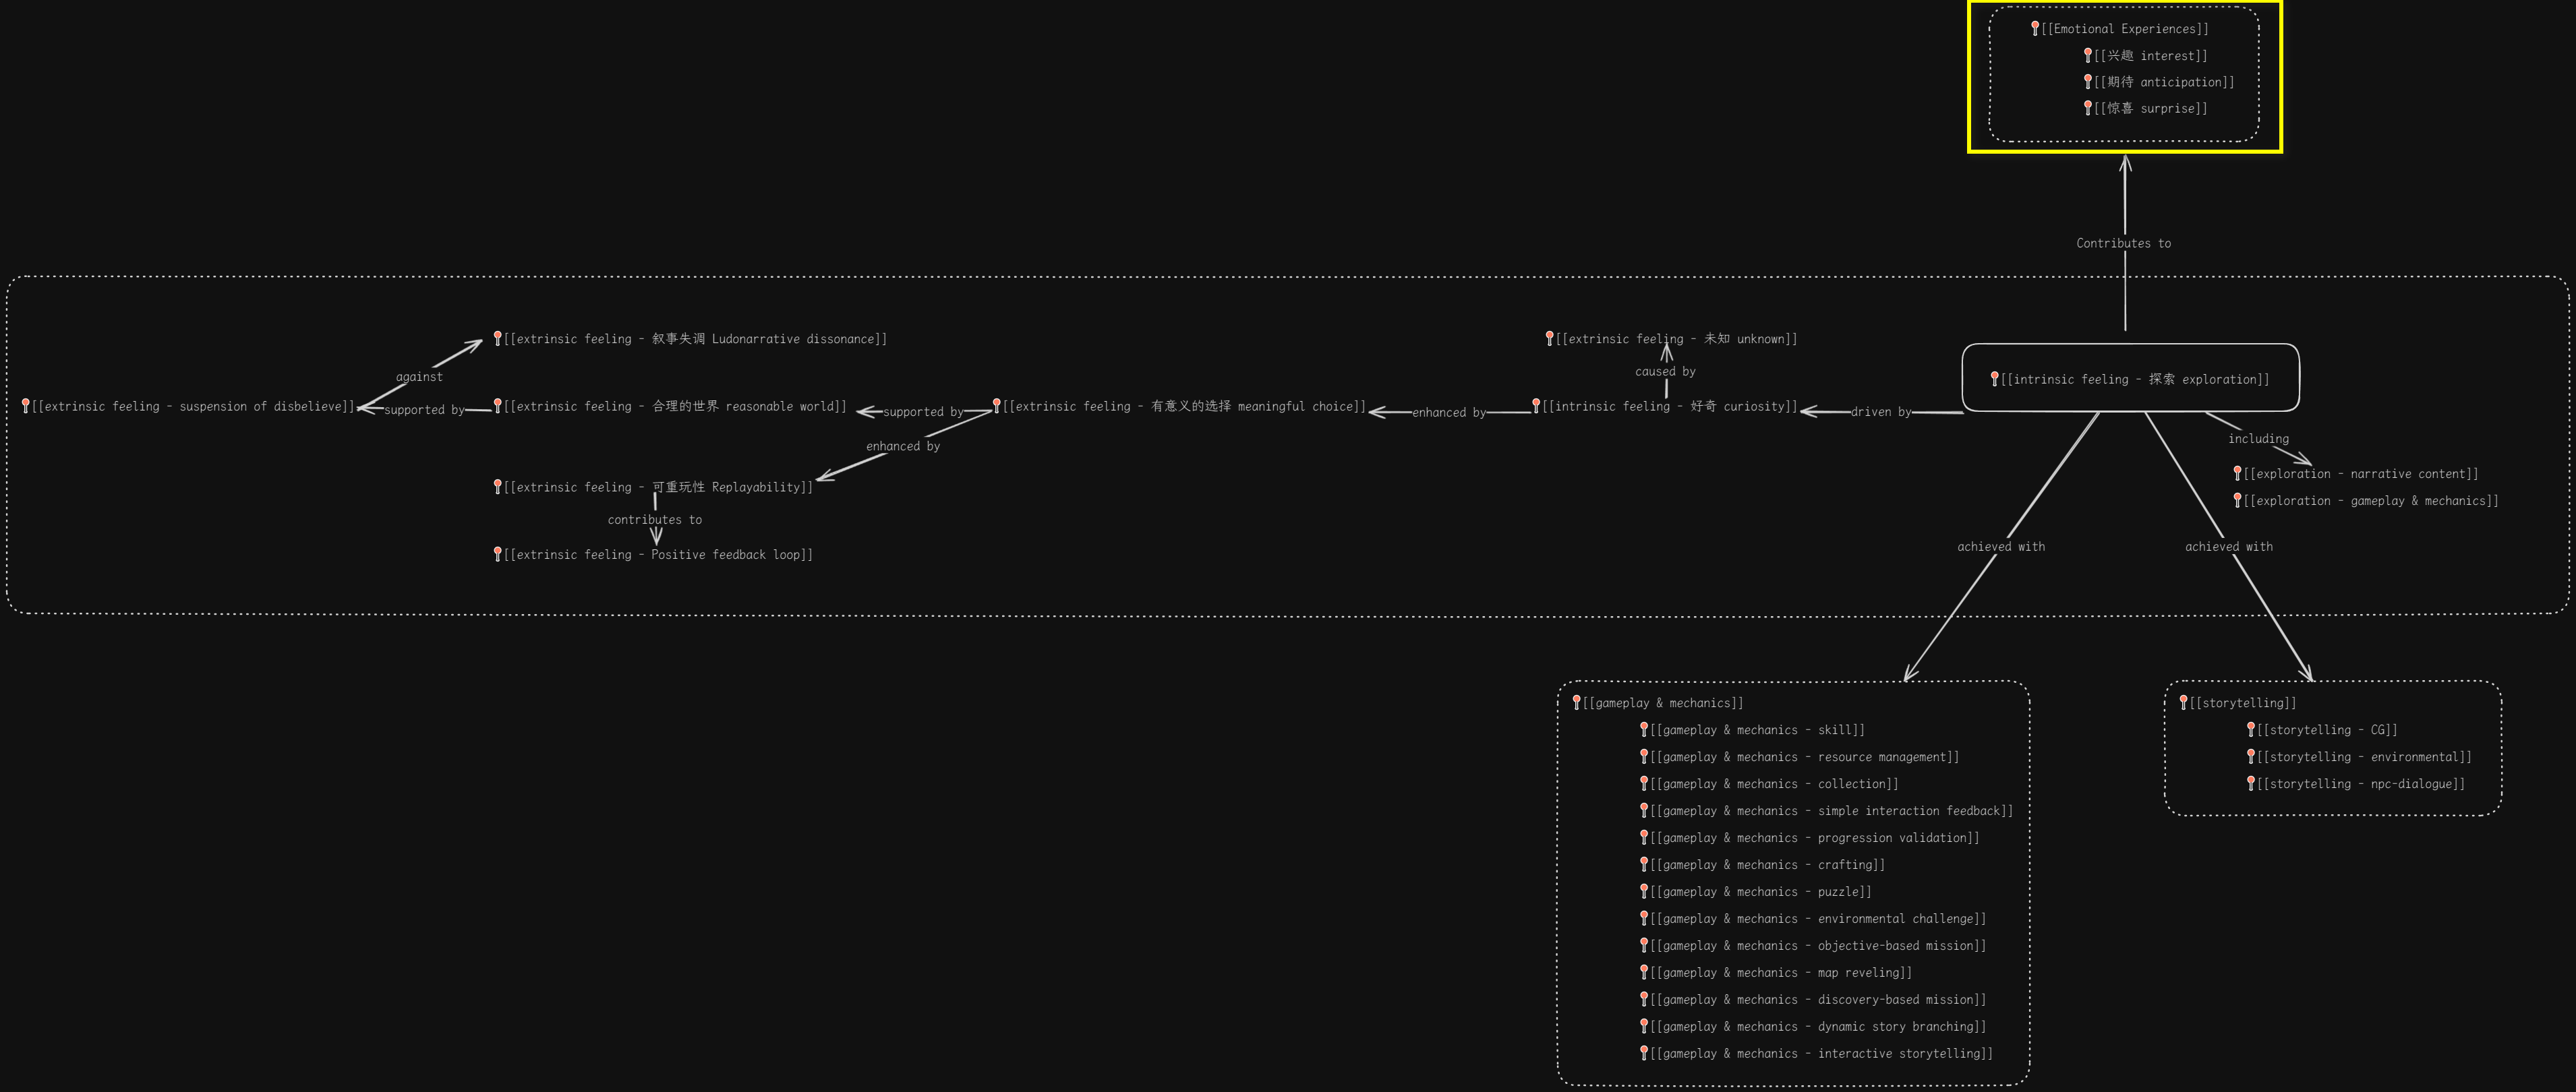 [[Emotional Experiences]]
[[兴趣 interest]]
[[期待 anticipation]]
[[惊喜 surprise]]
Contributes to
[[extrinsic feeling - 叙事失调 Ludonarrative dissonance]]
[[extrinsic feeling - 未知 unknown]]
against
caused by
[[intrinsic feeling - 探索 exploration]]
[[extrinsic feeling - suspension of disbelieve]]
supported by
[[extrinsic feeling - 合理的世界 reasonable world]]
supported by
[[extrinsic feeling - 有意义的选择 meaningful choice]]
enhanced by
[[intrinsic feeling - 好奇 curiosity]]
driven by
enhanced by
including
[[exploration - narrative content]]
[[exploration - gameplay & mechanics]]
[[extrinsic feeling - 可重玩性 Replayability]]
contributes to
[[extrinsic feeling - Positive feedback loop]]
achieved with
achieved with
[[gameplay & mechanics]]
[[gameplay & mechanics - skill]]
[[gameplay & mechanics - resource management]]
[[gameplay & mechanics - collection]]
[[gameplay & mechanics - simple interaction feedback]]
[[gameplay & mechanics - progression validation]]
[[gameplay & mechanics - crafting]]
[[gameplay & mechanics - puzzle]]
[[gameplay & mechanics - environmental challenge]]
[[gameplay & mechanics - objective-based mission]]
[[gameplay & mechanics - map reveling]]
[[gameplay & mechanics - discovery-based mission]]
[[gameplay & mechanics - dynamic story branching]]
[[gameplay & mechanics - interactive storytelling]]
[[storytelling]]
[[storytelling - CG]]
[[storytelling - environmental]]
[[storytelling - npc-dialogue]]